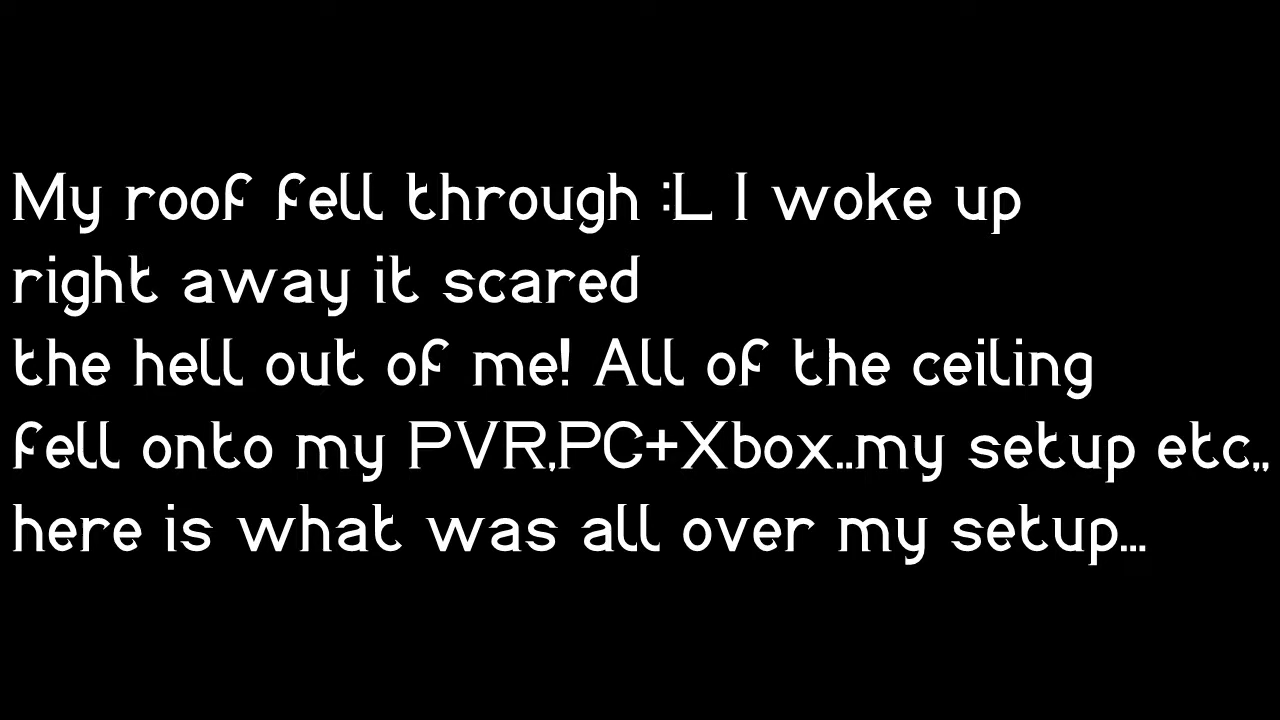 My roof fell through :L I woke up
right away it scared
the hell out of me! All of the ceiling
fell onto my PVR,PC+Xbox..my setup etc,,
here is what was all over my setup...